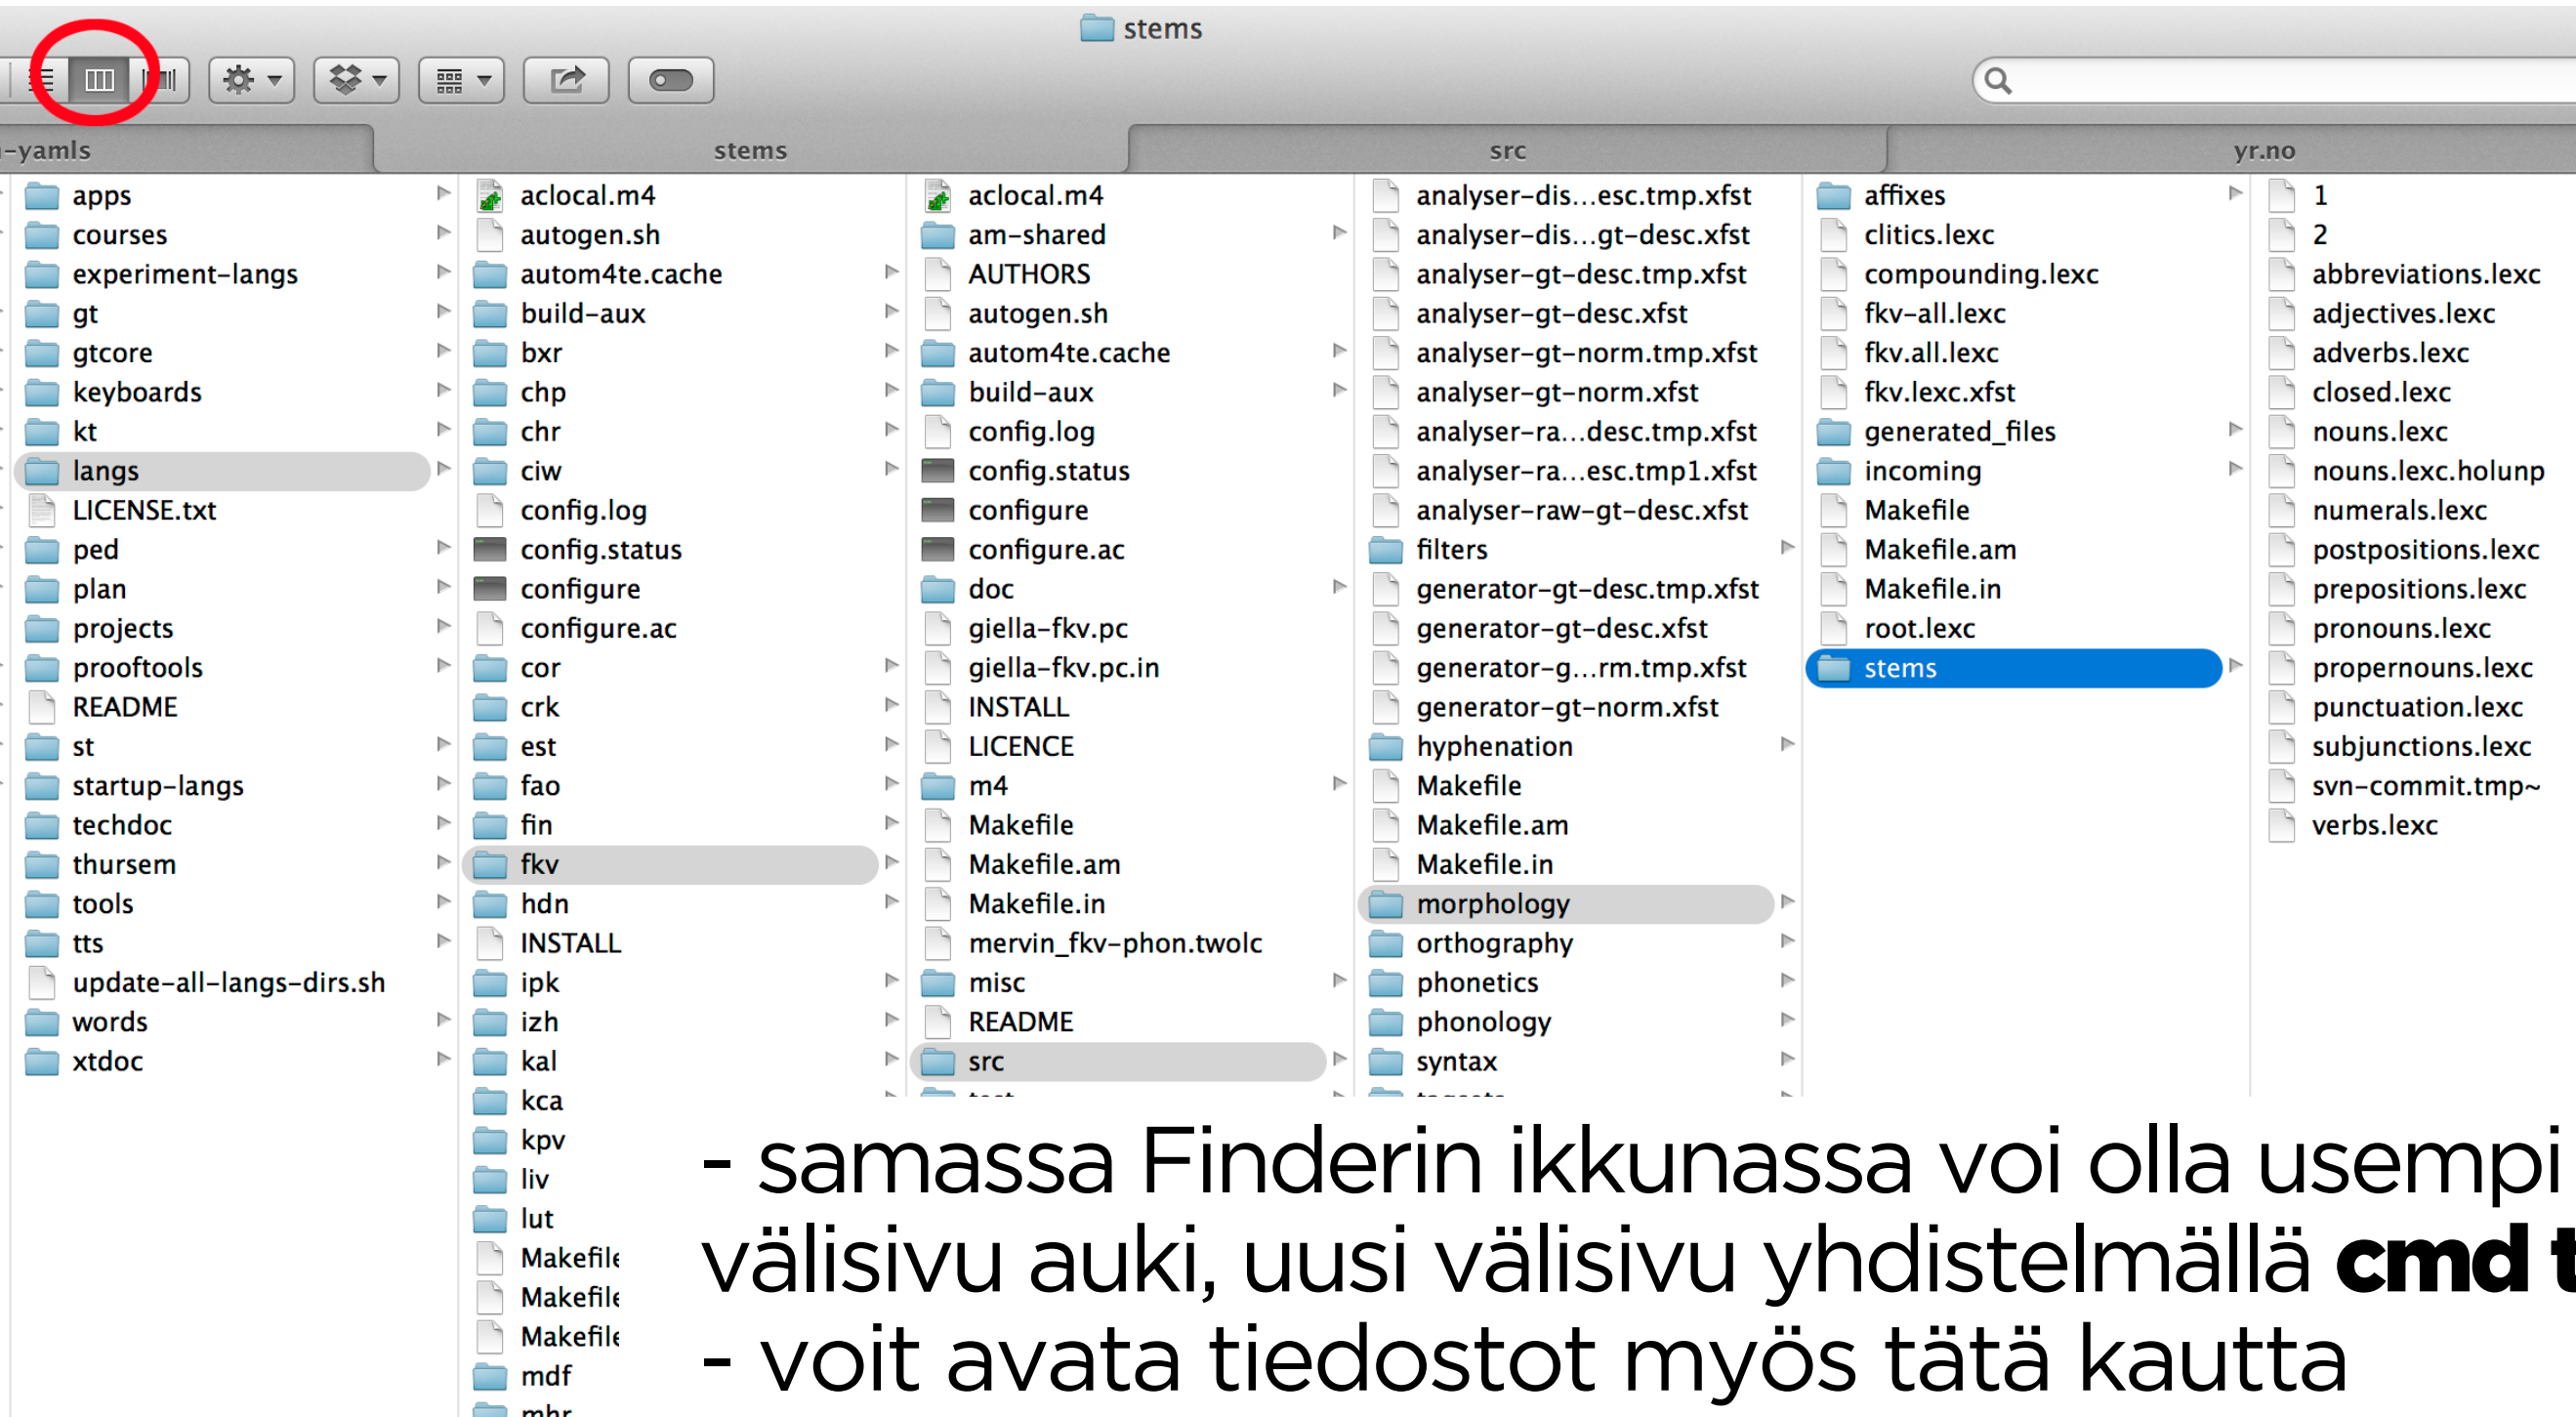 stems
-yamls
stems
src
yr.no
apps
courses
experiment-langs
gt
gtcore
keyboards
kt
langs
LICENSE.txt
ped
plan
projects
prooftools
README
st
startup-langs
techdoc
thursem
tools
tts
update-all-langs-dirs.sh
words
xtdoc
aclocal.m4
autogen.sh
autom4te.cache
build-aux
bxr
chp
chr
ciw
config.log
config.status
configure
configure.ac
cor
crk
est
fao
fin
fkv
hdn
INSTALL
ipk
izh
kal
kca
kpv
liv
lut
Makefile
Makefile
Makefile
mdf
mhr
aclocal.m4
am-shared
AUTHORS
autogen.sh
autom4te.cache
build-aux
config.log
config.status
configure
configure.ac
doc
giella-fkv.pc
giella-fkv.pc.in
INSTALL
LICENCE
m4
Makefile
Makefile.am
Makefile.in
mervin_fkv-phon.twolc
misc
README
src
analyser-dis...esc.tmp.xfst
analyser-dis...gt-desc.xfst
analyser-gt-desc.tmp.xfst
analyser-gt-desc.xfst
analyser-gt-norm.tmp.xfst
analyser-gt-norm.xfst
analyser-ra...desc.tmp.xfst
analyser-ra...esc.tmp1.xfst
analyser-raw-gt-desc.xfst
filters
generator-gt-desc.tmp.xfst
generator-gt-desc.xfst
generator-g...rm.tmp.xfst
generator-gt-norm.xfst
hyphenation
Makefile
Makefile.am
Makefile.in
morphology
orthography
phonetics
phonology
syntax
affixes
clitics.lexc
compounding.lexc
fkv-all.lexc
fkv.all.lexc
fkv.lexc.xfst
generated_files
incoming
Makefile
Makefile.am
Makefile.in
root.lexc
stems
1
2
abbreviations.lexc
adjectives.lexc
adverbs.lexc
closed.lexc
nouns.lexc
nouns.lexc.holunp
numerals.lexc
postpositions.lexc
prepositions.lexc
pronouns.lexc
propernouns.lexc
punctuation.lexc
subjunctions.lexc
svn-commit.tmp~
verbs.lexc
- samassa Finderin ikkunassa voi olla usempi
välisivu auki, uusi välisivu yhdistelmällä cmd t
- voit avata tiedostot myös tätä kautta